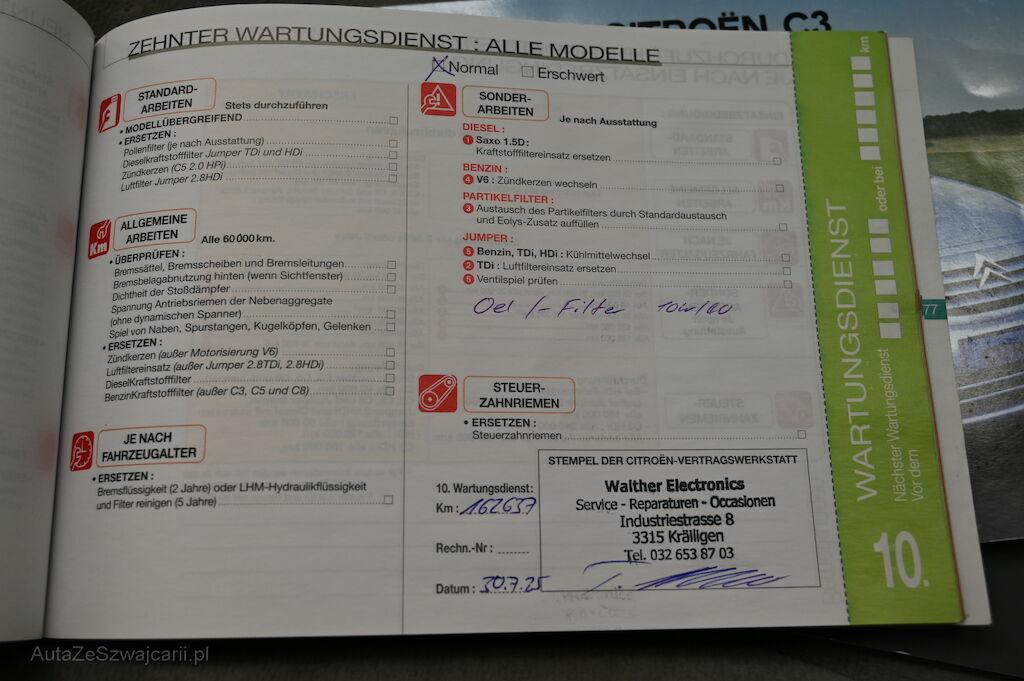 CITROËN C3
ZEHNTER WARTUNGSDIENST : ALLE MODELLE
Normal Erschwert
STANDARD-
ARBEITEN
Stets durchzuführen
• MODELLÜBERGREIFEND
• ERSETZEN :
Pollenfilter (je nach Ausstattung)
Dieselkraftstofffilter Jumper TDi und HDi
Zündkerzen (C5 2.0 HPi)
Luftfilter Jumper 2.8HDi
Km
ALLGEMEINE
ARBEITEN
Alle 60 000 km.
• ÜBERPRÜFEN :
Bremssättel, Bremsscheiben und Bremsleitungen
Bremsbelagabnutzung hinten (wenn Sichtfenster)
Dichtheit der Stoßdämpfer
Spannung Antriebsriemen der Nebenaggregate
(ohne dynamischen Spanner)
Spiel von Naben, Spurstangen, Kugelköpfen, Gelenken
• ERSETZEN :
Zündkerzen (außer Motorisierung V6)
Luftfiltereinsatz (außer Jumper 2.8TDi, 2.8HDi)
DieselKraftstofffilter
BenzinKraftstofffilter (außer C3, C5 und C8)
JE NACH
FAHRZEUGALTER
• ERSETZEN :
Bremsflüssigkeit (2 Jahre) oder LHM-Hydraulikflüssigkeit
und Filter reinigen (5 Jahre)
SONDER-
ARBEITEN
Je nach Ausstattung
DIESEL :
1 Saxo 1.5D :
Kraftstofffiltereinsatz ersetzen
BENZIN :
4 V6 : Zündkerzen wechseln
PARTIKELFILTER :
3 Austausch des Partikelfilters durch Standardaustausch
und Eolys-Zusatz auffüllen
JUMPER :
5 Benzin, TDi, HDi : Kühlmittelwechsel
2 TDi : Luftfiltereinsatz ersetzen
5 Ventilspiel prüfen
Oel /- Filter 10w/40
STEUER-
ZAHNRIEMEN
• ERSETZEN :
Steuerzahnriemen
10. Wartungsdienst:
Km : 162637
Rechn.-Nr :
Datum : 30.7.25
STEMPEL DER CITROËN-VERTRAGSWERKSTATT
Walther Electronics
Service - Reparaturen - Occasionen
Industriestrasse 8
3315 Kräiligen
Tel. 032 653 87 03
10.
WARTUNGSDIENST
Nächster Wartungsdienst
Vor dem
oder bei
km
77
AutaZeSzwajcarii.pl